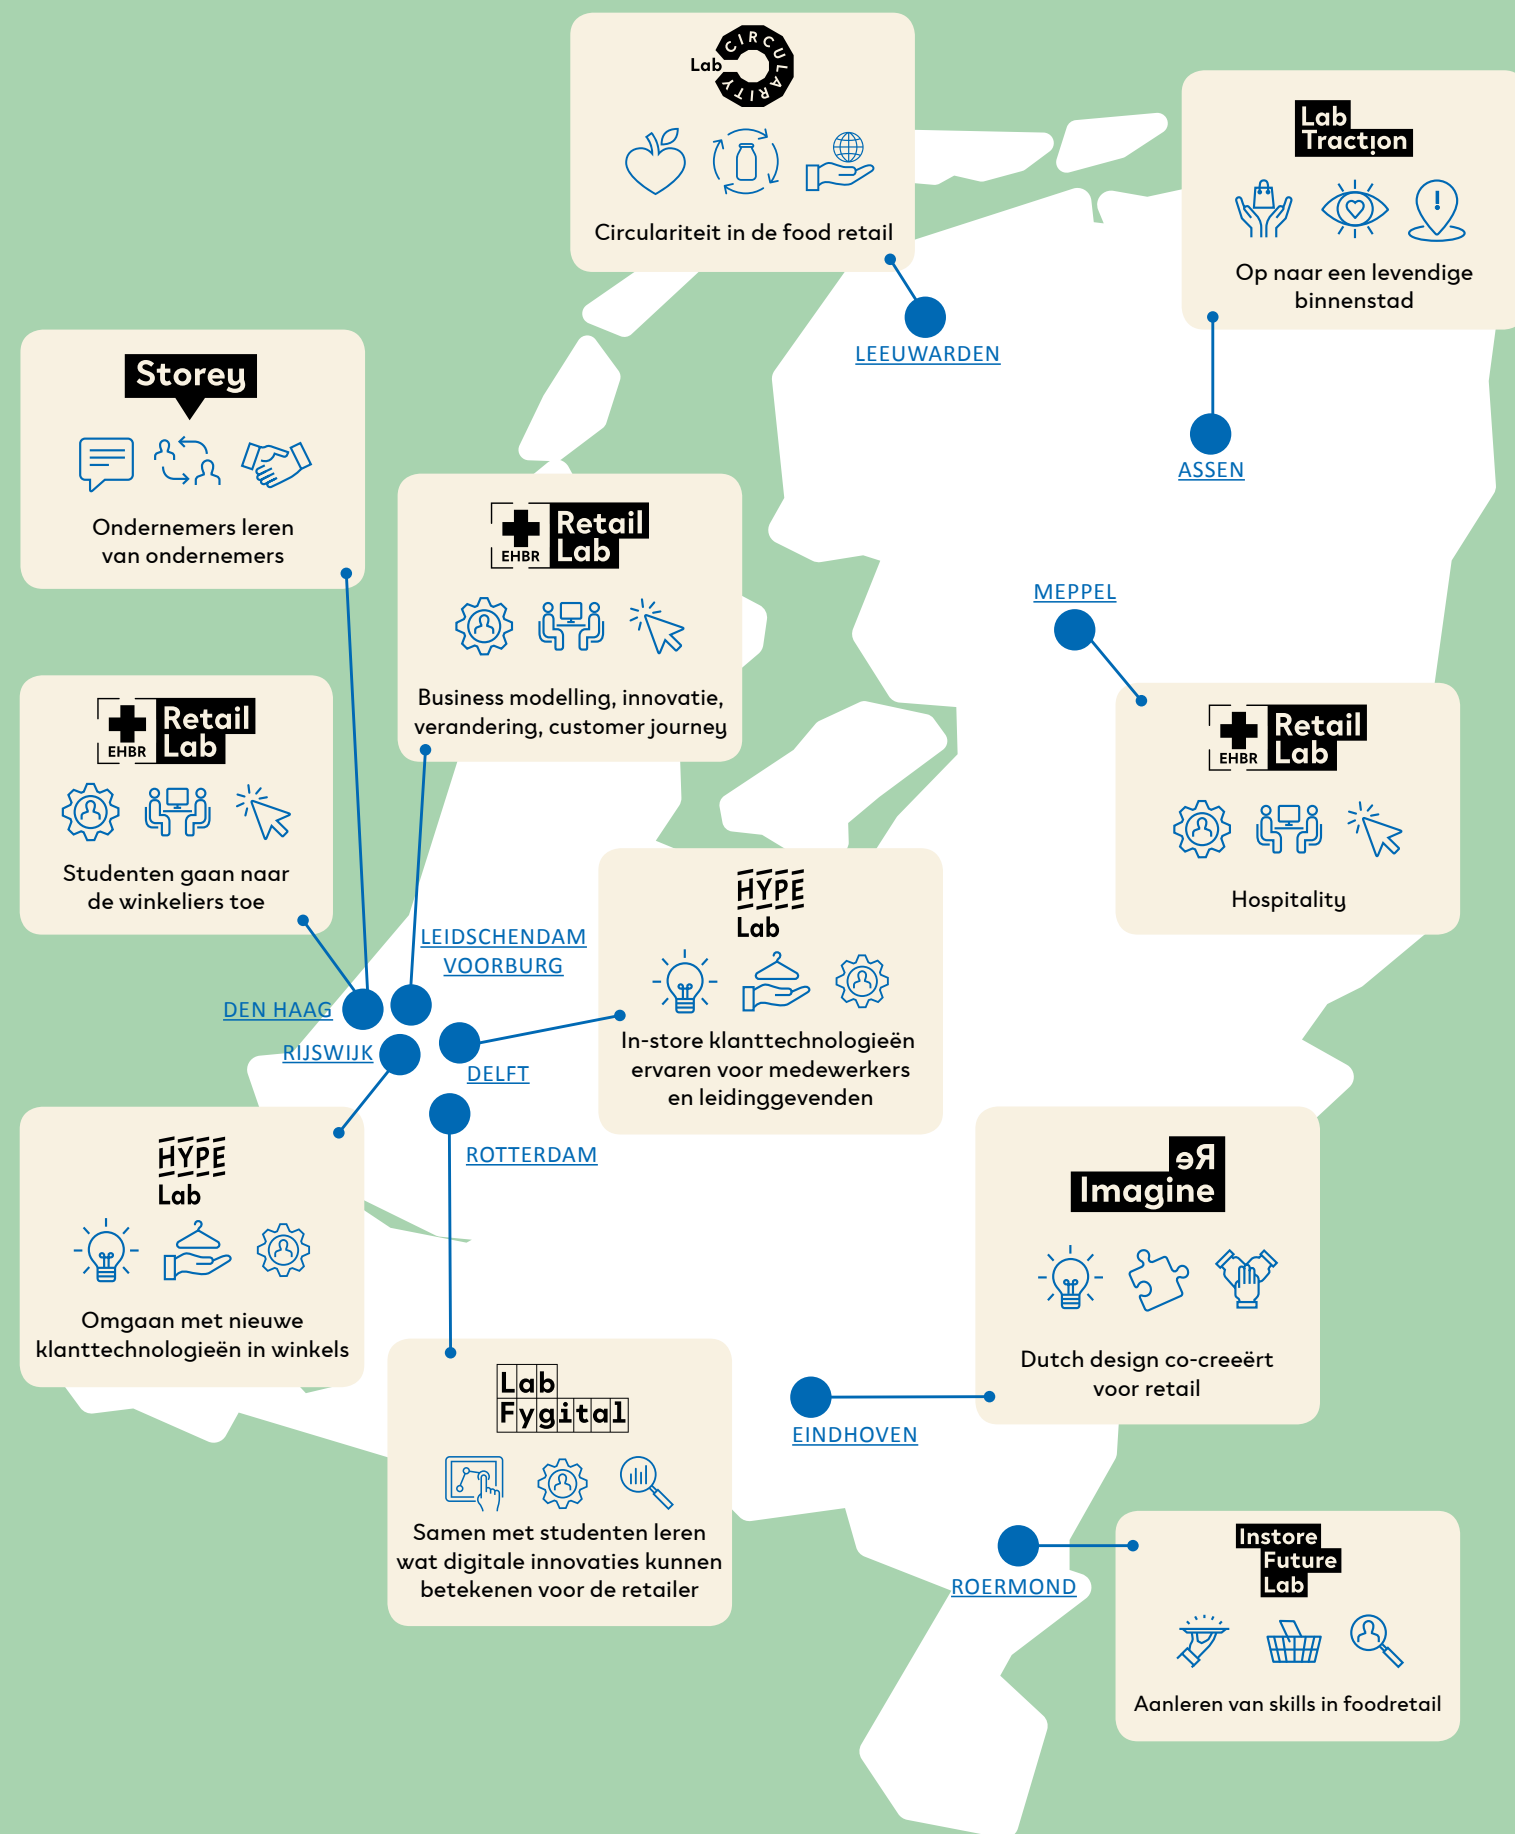 Lab
CIRCULARITY
Circulariteit in de food retail
LEEUWARDEN
Lab
Traction
Op naar een levendige
binnenstad
ASSEN
Storey
Ondernemers leren
van ondernemers
EHBR
Retail
Lab
Business modelling, innovatie,
verandering, customer journey
MEPPEL
EHBR
Retail
Lab
Hospitality
EHBR
Retail
Lab
Studenten gaan naar
de winkeliers toe
LEIDSCHENDAM
VOORBURG
DEN HAAG
RIJSWIJK
DELFT
ROTTERDAM
HYPE
Lab
In-store klanttechnologieën
ervaren voor medewerkers
en leidinggevenden
HYPE
Lab
Omgaan met nieuwe
klanttechnologieën in winkels
Re
Imagine
Dutch design co-creeërt
voor retail
EINDHOVEN
Lab
Fygital
Samen met studenten leren
wat digitale innovaties kunnen
betekenen voor de retailer
ROERMOND
Instore
Future
Lab
Aanleren van skills in foodretail